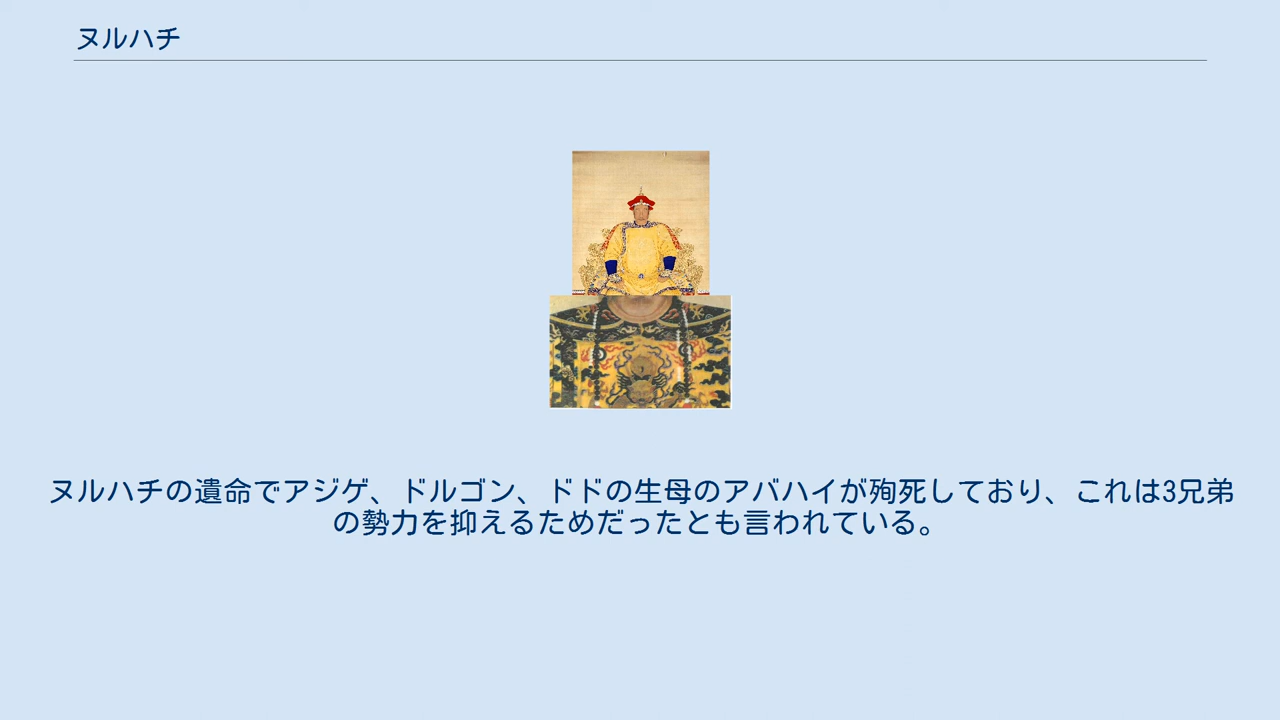 ヌルハチ
ヌルハチの遺命でアジゲ、ドルゴン、ドドの生母のアバハイが殉死しており、これは3兄弟
の勢力を抑えるためだったとも言われている。